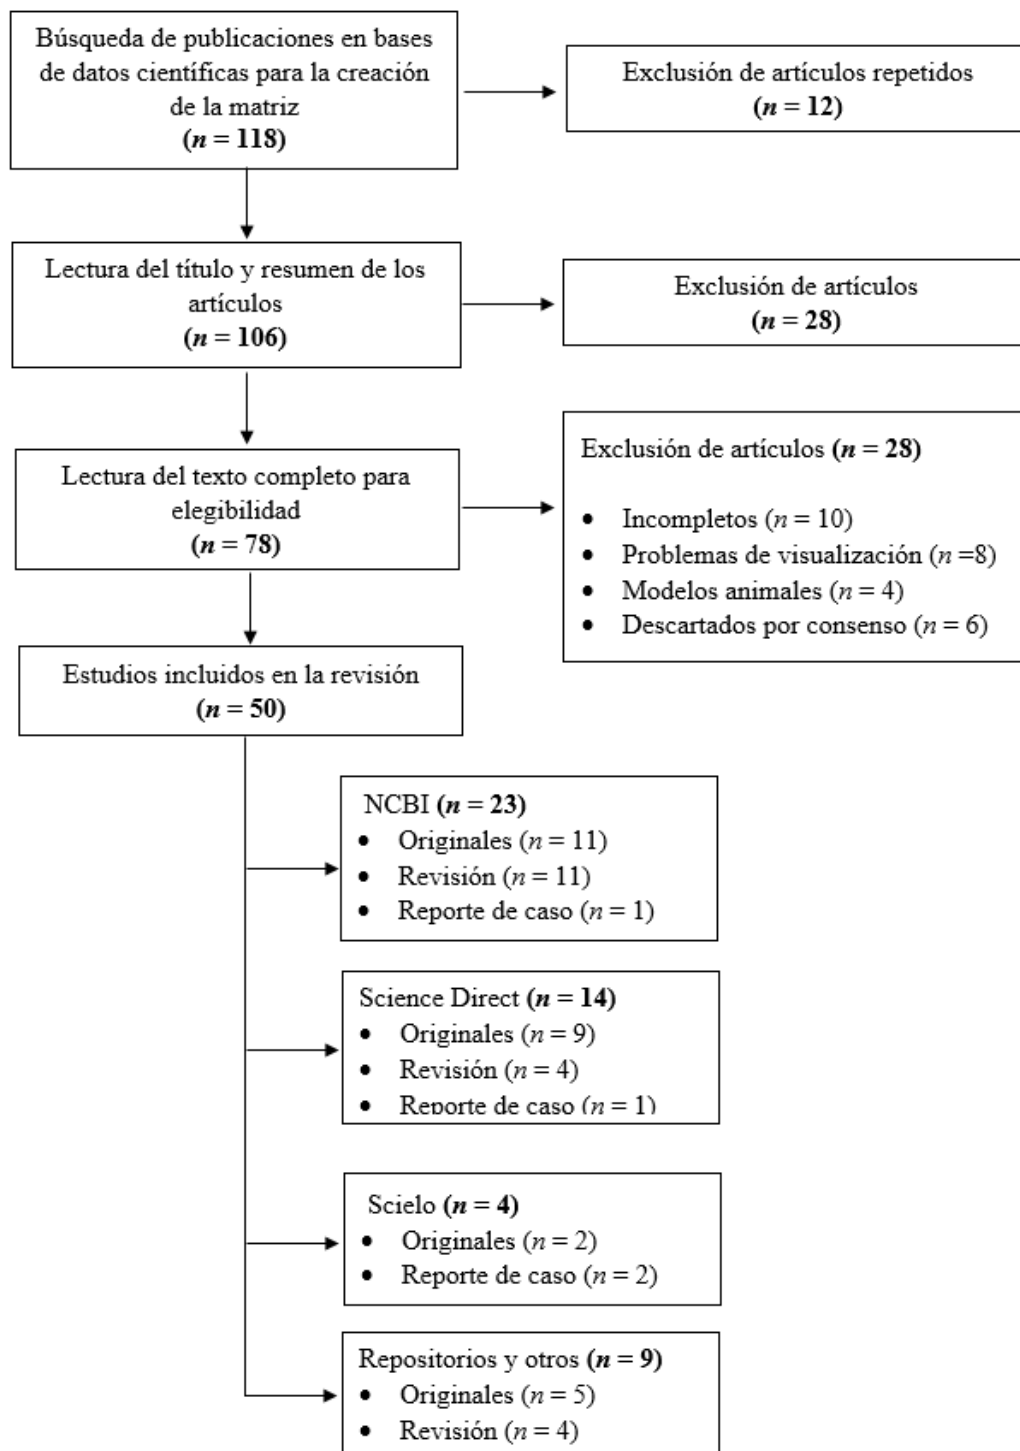 Búsqueda de publicaciones en bases
de datos científicas para la creación
de la matriz
(n = 118)
Exclusión de artículos repetidos
(n = 12)
Lectura del título y resumen de los
artículos
(n = 106)
Exclusión de artículos
(n = 28)
Lectura del texto completo para
elegibilidad
(n = 78)
Exclusión de artículos (n = 28)
• Incompletos (n = 10)
• Problemas de visualización (n =8)
• Modelos animales (n = 4)
• Descartados por consenso (n = 6)
Estudios incluidos en la revisión
(n = 50)
NCBI (n = 23)
• Originales (n = 11)
• Revisión (n = 11)
• Reporte de caso (n = 1)
Science Direct (n = 14)
• Originales (n = 9)
• Revisión (n = 4)
• Reporte de caso (n = 1)
Scielo (n = 4)
• Originales (n = 2)
• Reporte de caso (n = 2)
Repositorios y otros (n = 9)
• Originales (n = 5)
• Revisión (n = 4)